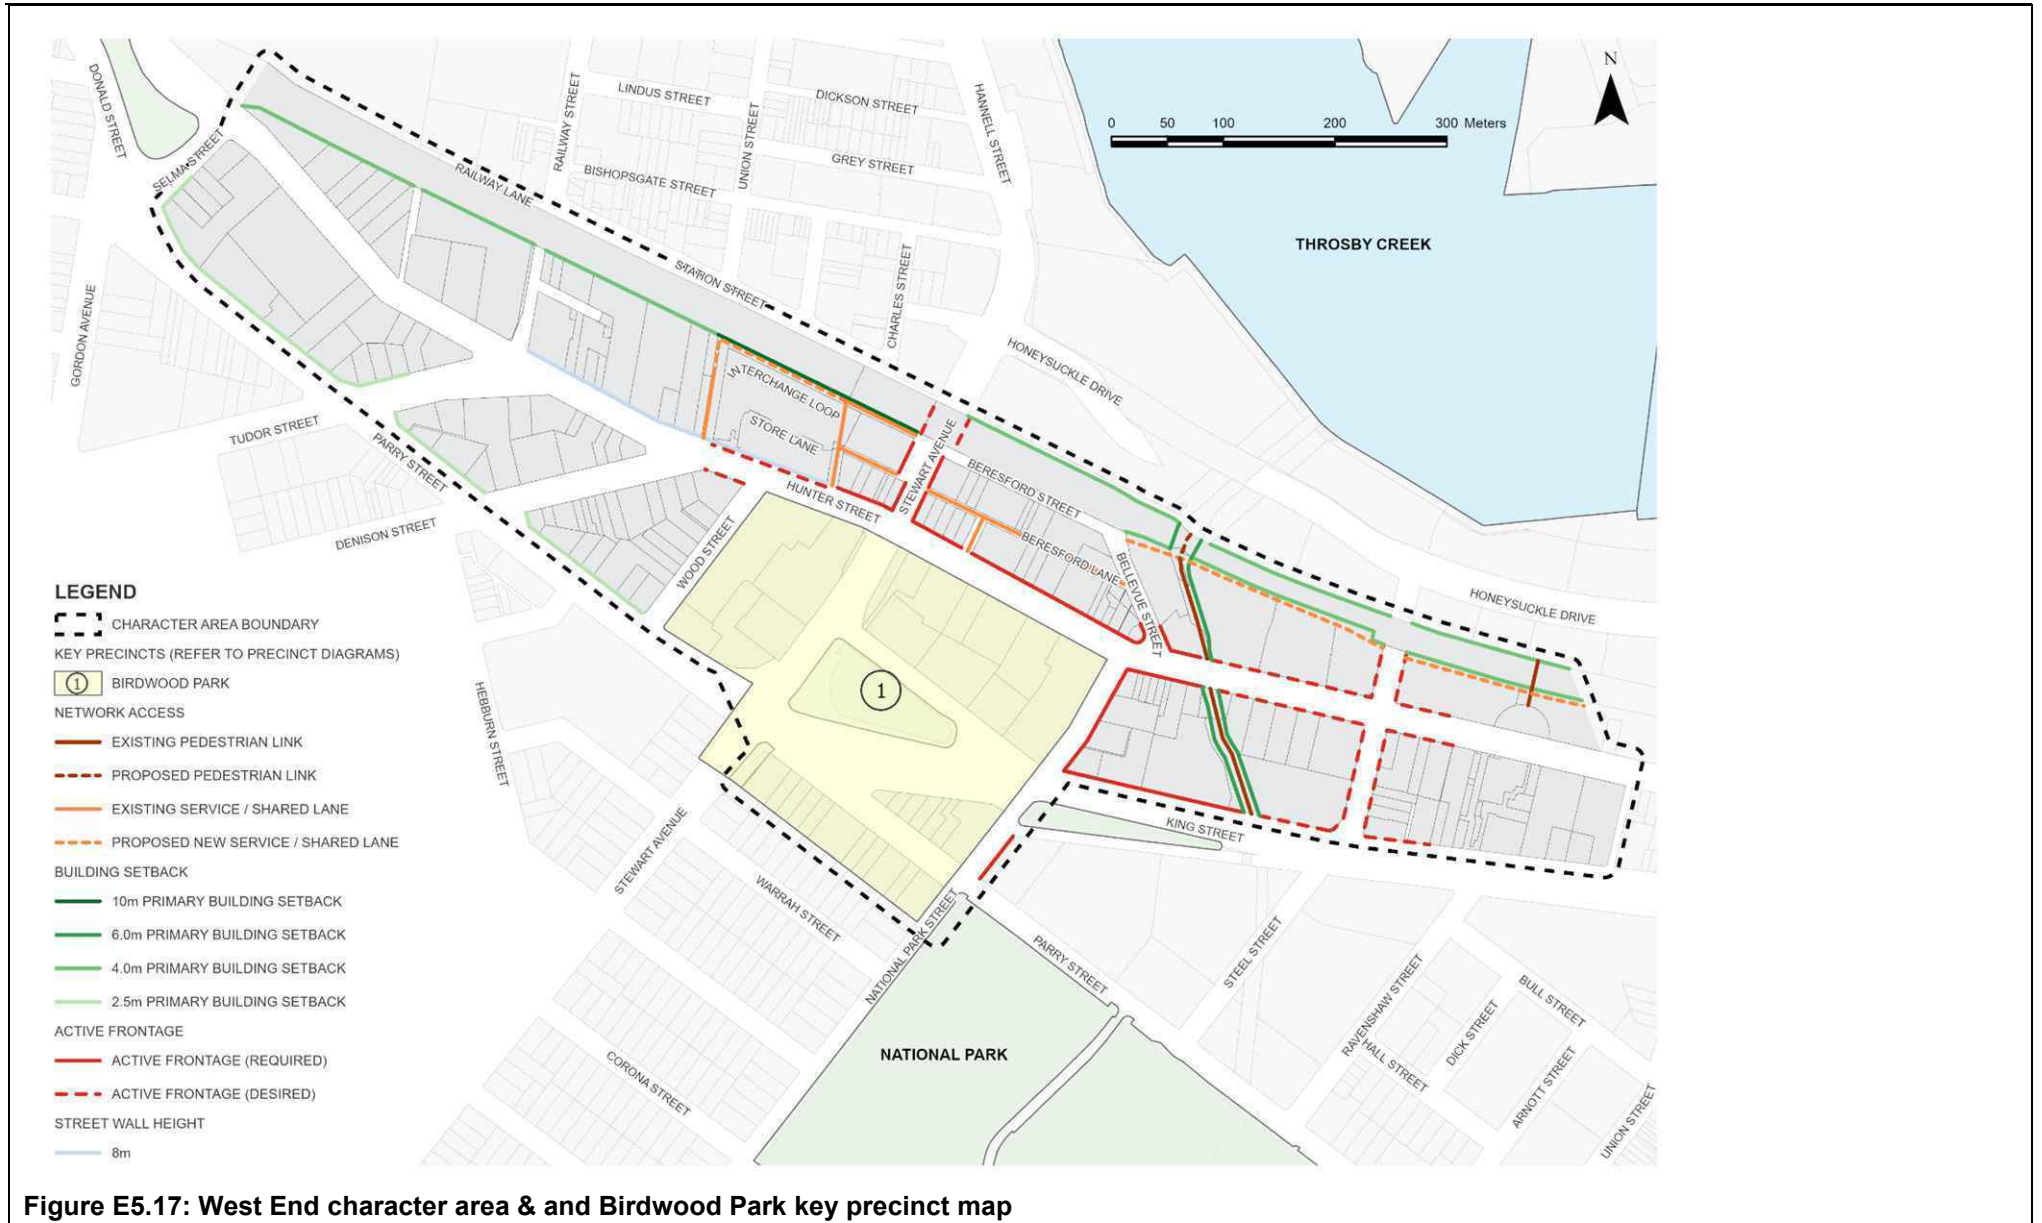 DONALD STREET
SELMA STREET
RAILWAY STREET
LINDUS STREET
UNION STREET
DICKSON STREET
HANNELL STREET
GREY STREET
BISHOPSGATE STREET
RAILWAY LANE
STATION STREET
CHARLES STREET
0 50 100 200 300 Meters
N
THROSBY CREEK
HONEYSUCKLE DRIVE
GORDON AVENUE
TUDOR STREET
PARRY STREET
DENISON STREET
INTERCHANGE LOOP
STORE LANE
HUNTER STREET
STEWART AVENUE
BERESFORD STREET
BERESFORD LANE
BELLEVUE STREET
WOOD STREET
HONEYSUCKLE DRIVE
1
HEBBURN STREET
STEWART AVENUE
WARRAH STREET
NATIONAL PARK STREET
KING STREET
PARRY STREET
STEEL STREET
RAVENSHAW STREET
HALL STREET
DICK STREET
BULL STREET
ARNOTT STREET
UNION STREET
CORONA STREET
NATIONAL PARK
LEGEND
CHARACTER AREA BOUNDARY
KEY PRECINCTS (REFER TO PRECINCT DIAGRAMS)
1 BIRDWOOD PARK
NETWORK ACCESS
EXISTING PEDESTRIAN LINK
PROPOSED PEDESTRIAN LINK
EXISTING SERVICE / SHARED LANE
PROPOSED NEW SERVICE / SHARED LANE
BUILDING SETBACK
10m PRIMARY BUILDING SETBACK
6.0m PRIMARY BUILDING SETBACK
4.0m PRIMARY BUILDING SETBACK
2.5m PRIMARY BUILDING SETBACK
ACTIVE FRONTAGE
ACTIVE FRONTAGE (REQUIRED)
ACTIVE FRONTAGE (DESIRED)
STREET WALL HEIGHT
8m
Figure E5.17: West End character area & and Birdwood Park key precinct map